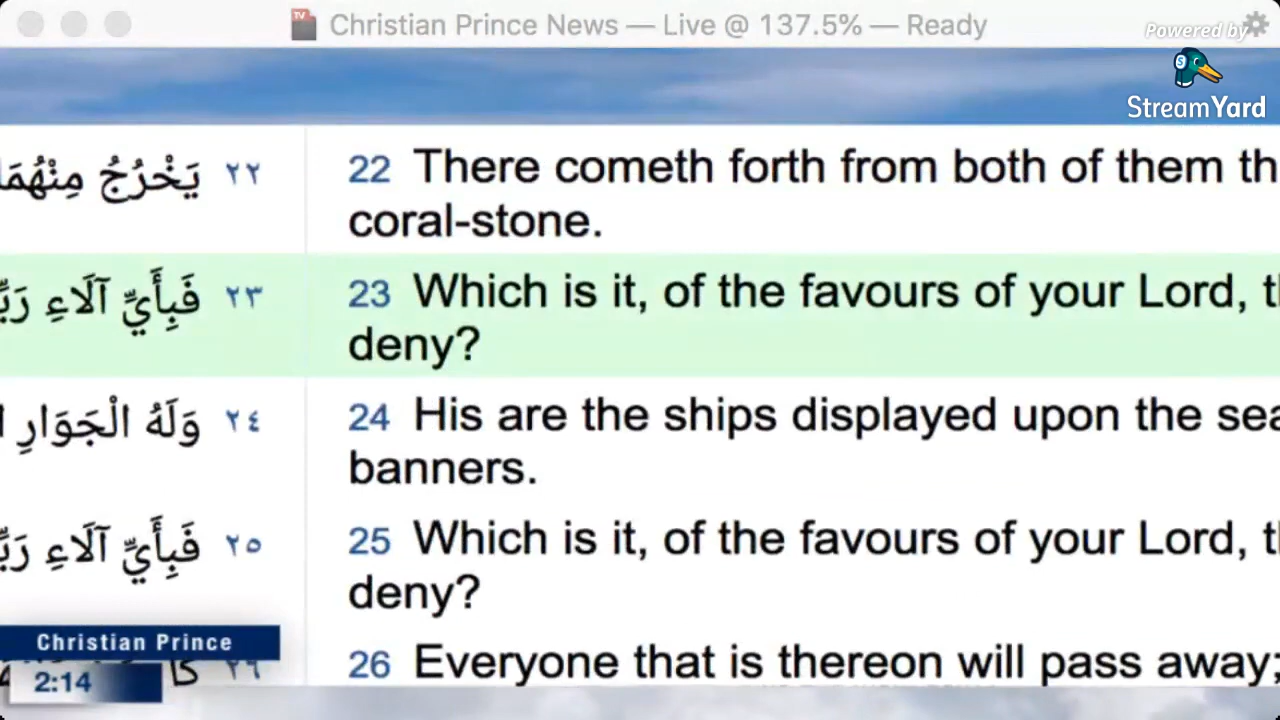 Christian Prince News — Live @ 137.5% — Ready
Powered by
StreamYard
٢٢ يَخْرُجُ مِنْهُمَا
22 There cometh forth from both of them
coral-stone.
٢٣ فَبِأَيِّ آلَاءِ
23 Which is it, of the favours of your Lord,
deny?
٢٤ وَلَهُ الْجَوَارِ
24 His are the ships displayed upon the sea
banners.
٢٥ فَبِأَيِّ آلَاءِ
25 Which is it, of the favours of your Lord,
deny?
٢٦
26 Everyone that is thereon will pass away;
Christian Prince
2:14